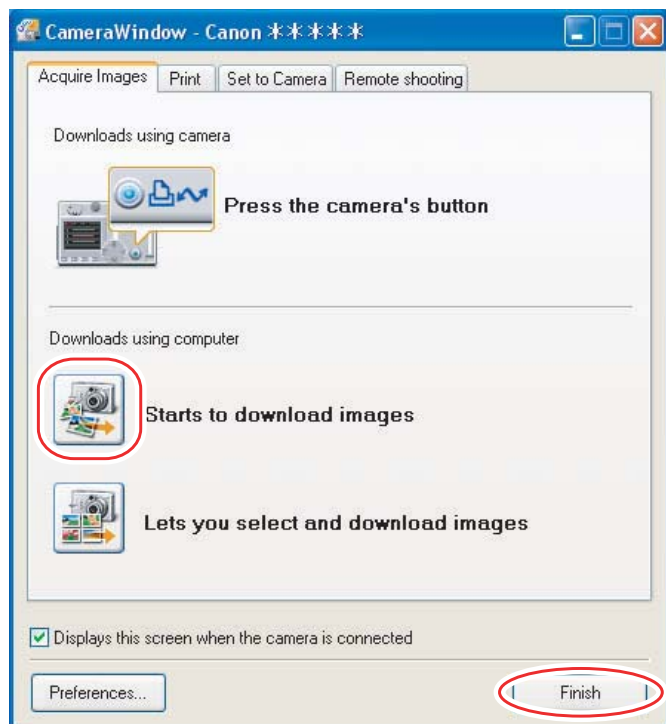 CameraWindow - Canon *****
Acquire Images Print Set to Camera Remote shooting
Downloads using camera
Press the camera's button
Downloads using computer
Starts to download images
Lets you select and download images
Displays this screen when the camera is connected
Preferences... Finish